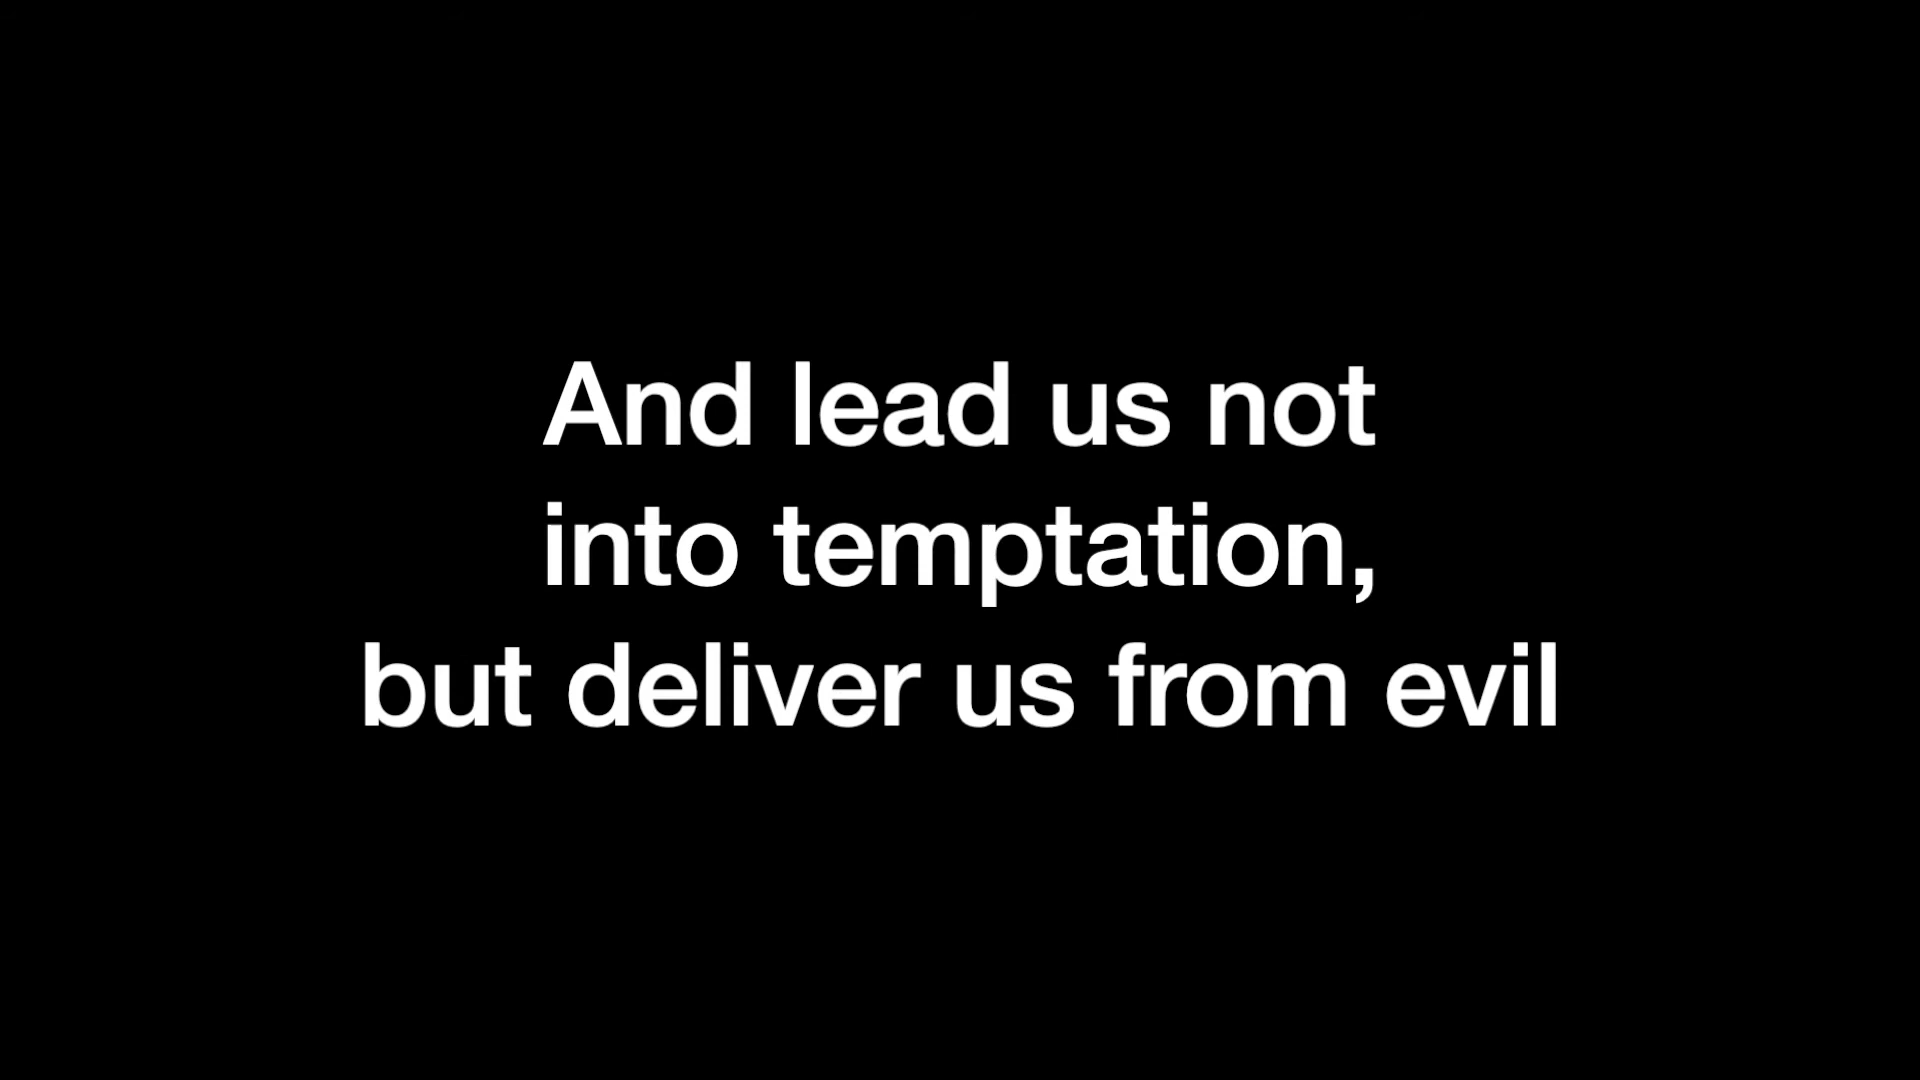 And lead us not
into temptation,
but deliver us from evil